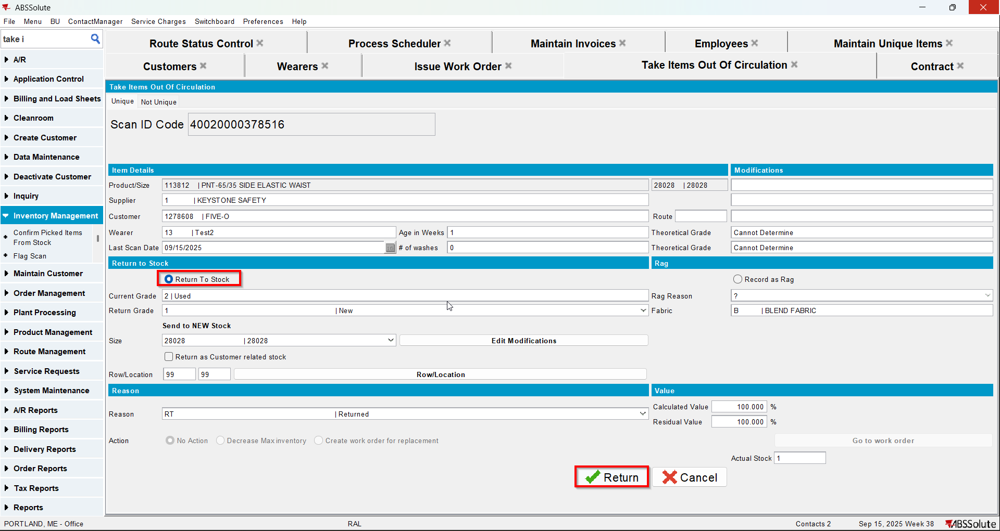 ABSSolute
File Menu BU ContactManager Service Charges Switchboard Preferences Help
take i
Route Status Control Process Scheduler Maintain Invoices Employees Maintain Unique Items
Customers Wearers Issue Work Order Take Items Out Of Circulation Contract
A/R
Application Control
Billing and Load Sheets
Cleanroom
Create Customer
Data Maintenance
Deactivate Customer
Inquiry
Inventory Management
Confirm Picked Items
From Stock
Flag Scan
Maintain Customer
Order Management
Plant Processing
Product Management
Route Management
Service Requests
System Maintenance
A/R Reports
Billing Reports
Delivery Reports
Order Reports
Tax Reports
Reports
Take Items Out Of Circulation
Unique Not Unique
Scan ID Code 40020000378516
Item Details Modifications
Product/Size 113812 | PNT-65/35 SIDE ELASTIC WAIST 28028 | 28028
Supplier 1 | KEYSTONE SAFETY
Customer 1278608 | FIVE-O Route
Wearer 13 | Test2 Age in Weeks 1 Theoretical Grade Cannot Determine
Last Scan Date 09/15/2025 16 # of washes 0 Theoretical Grade Cannot Determine
Return to Stock Rag
Return To Stock Record as Rag
Current Grade 2 | Used Rag Reason ?
Return Grade 1 | New Fabric B | BLEND FABRIC
Send to NEW Stock
Size 28028 | 28028 Edit Modifications
Return as Customer related stock
Row/Location 99 99 Row/Location
Reason Value
Calculated Value 100.000 %
Reason RT | Returned
Residual Value 100.000 %
Action No Action Decrease Max inventory Create work order for replacement Go to work order
Actual Stock 1
Return Cancel
PORTLAND, ME - Office RAL Contacts 2 Sep 15, 2025 Week 38 ABSSolute